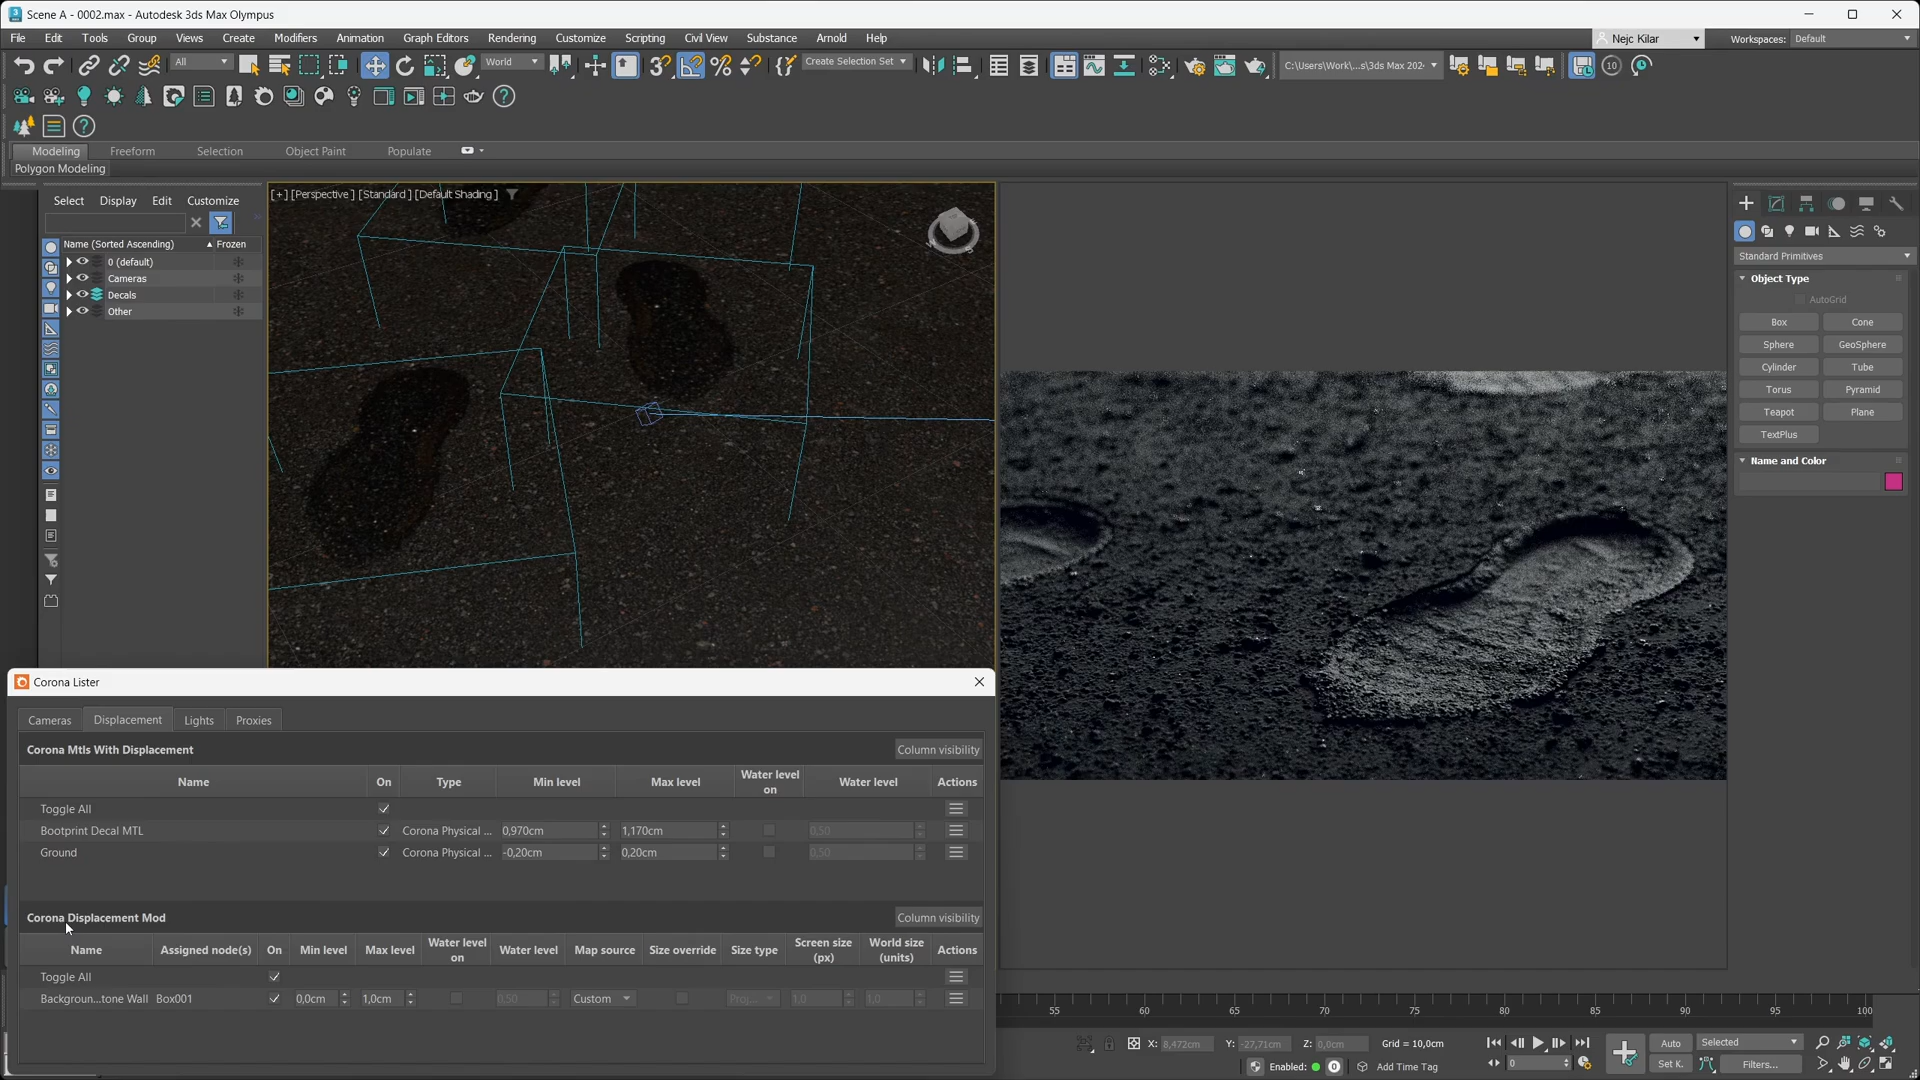 Scene A - 0002.max - Autodesk 3ds Max Olympus
File Edit Tools Group Views Create Modifiers Animation Graph Editors Rendering Customize Scripting Civil View Substance Arnold Help
Nejc Kilar
Workspaces: Default
All
World
Create Selection Set
C:\Users\Work\...s\3ds Max 202
10
Modeling Freeform Selection Object Paint Populate
Polygon Modeling
Select Display Edit Customize
Name (Sorted Ascending) Frozen
0 (default)
Cameras
Decals
Other
[+] [Perspective] [Standard] [Default Shading]
Standard Primitives
Object Type
AutoGrid
Box Cone
Sphere GeoSphere
Cylinder Tube
Torus Pyramid
Teapot Plane
TextPlus
Name and Color
Corona Lister
Cameras Displacement Lights Proxies
Corona Mtls With Displacement Column visibility
Name On Type Min level Max level Water level on Water level Actions
Toggle All
Bootprint Decal MTL Corona Physical ... 0,970cm 1,170cm 0,50
Ground Corona Physical ... -0,20cm 0,20cm 0,50
Corona Displacement Mod Column visibility
Name Assigned node(s) On Min level Max level Water level on Water level Map source Size override Size type Screen size (px) World size (units) Actions
Toggle All
Backgroun...tone Wall Box001 0,0cm 1,0cm 0,50 Custom Proj... 1,0 1,0
55 60 65 70 75 80 85 90 95 100
X: 8,472cm Y: -27,71cm Z: 0,0cm Grid = 10,0cm
Enabled: 0 Add Time Tag
0
Auto Selected
Set K. Filters...